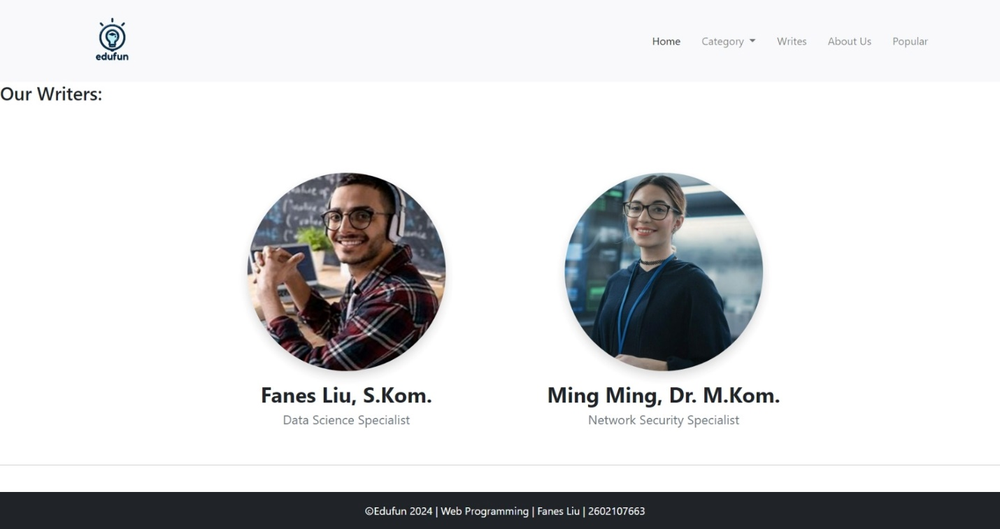 edufun
Home Category Writes About Us Popular
Our Writers:
Fanes Liu, S.Kom.
Data Science Specialist
Ming Ming, Dr. M.Kom.
Network Security Specialist
©Edufun 2024 | Web Programming | Fanes Liu | 2602107663